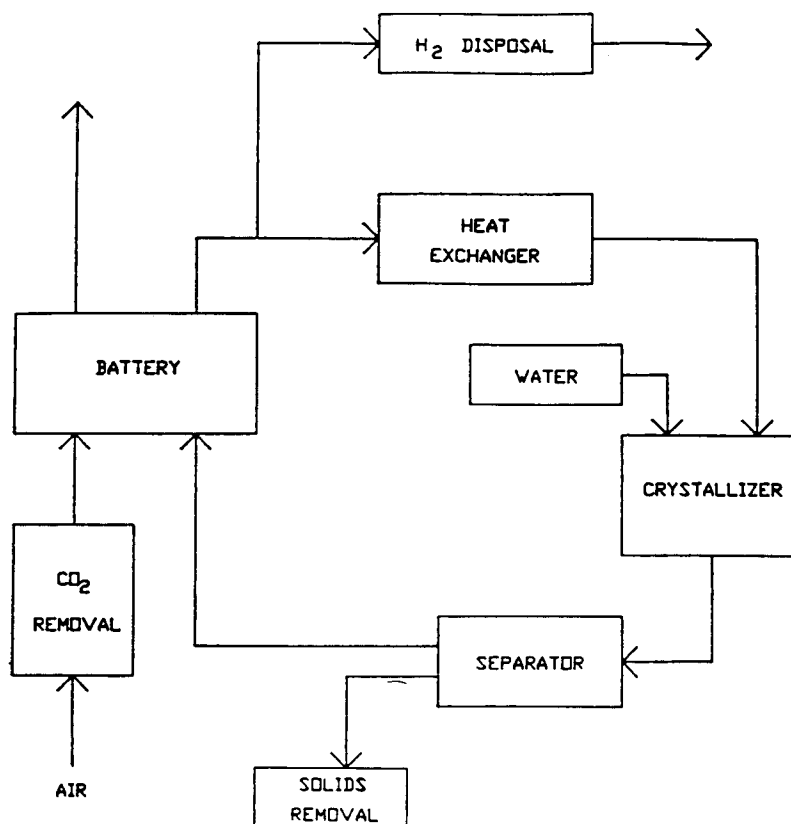 H₂ DISPOSAL
HEAT
EXCHANGER
BATTERY
WATER
CRYSTALLIZER
CO₂
REMOVAL
SEPARATOR
AIR
SOLIDS
REMOVAL